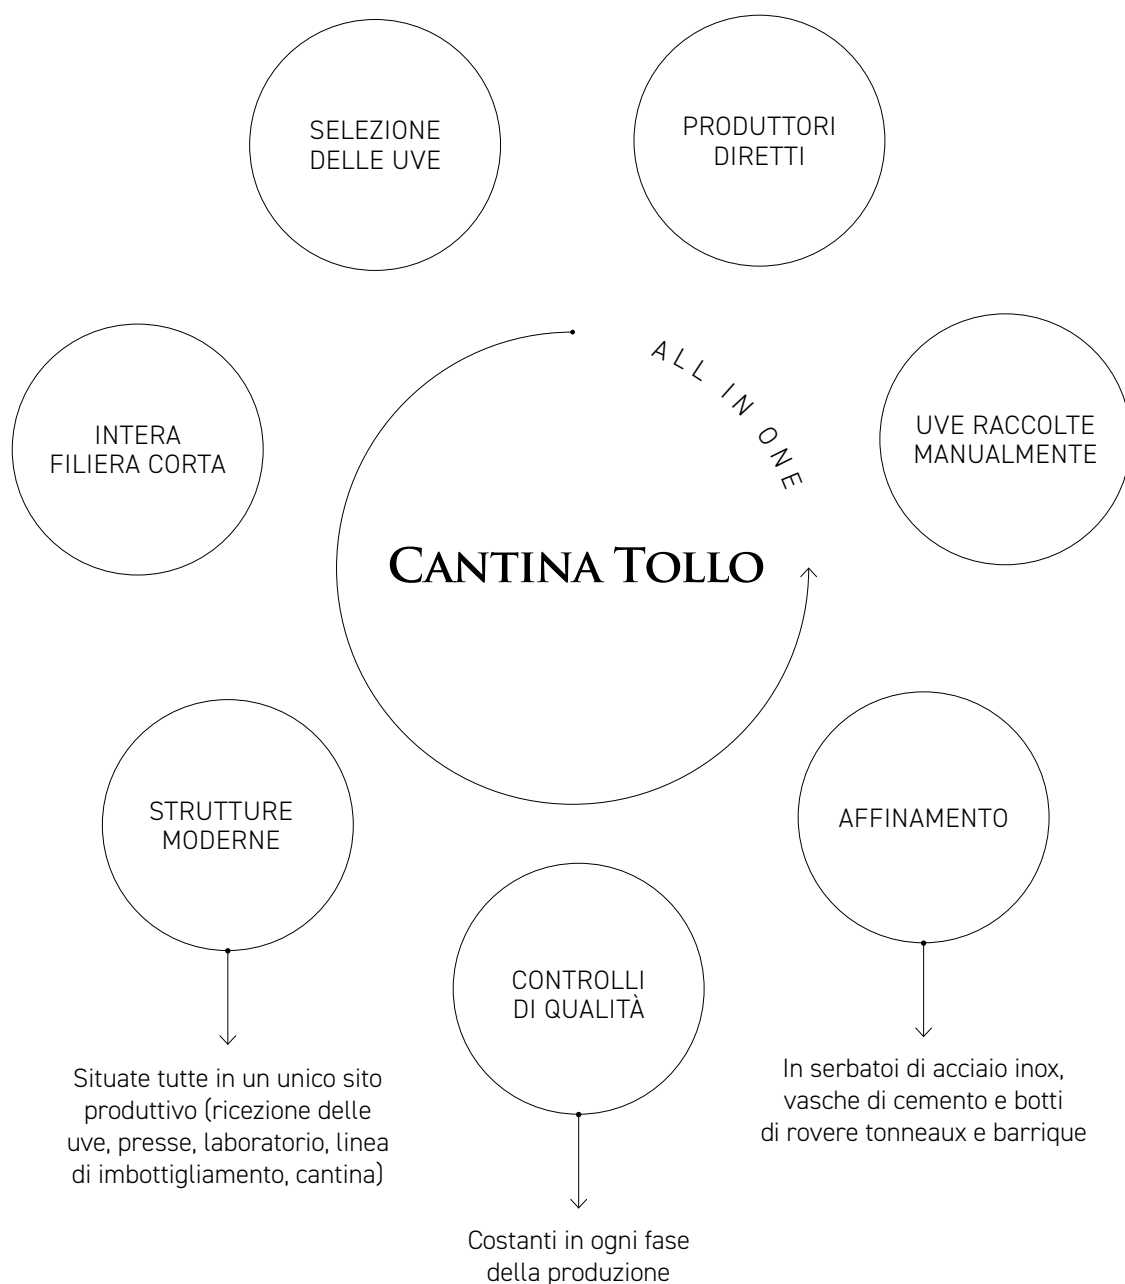 SELEZIONE
DELLE UVE
PRODUTTORI
DIRETTI
INTERA
FILIERA CORTA
ALL IN ONE
UVE RACCOLTE
MANUALMENTE
CANTINA TOLLO
STRUTTURE
MODERNE
AFFINAMENTO
CONTROLLI
DI QUALITÀ
Situate tutte in un unico sito
produttivo (ricezione delle
uve, presse, laboratorio, linea
di imbottigliamento, cantina)
In serbatoi di acciaio inox,
vasche di cemento e botti
di rovere tonneaux e barrique
Costanti in ogni fase
della produzione